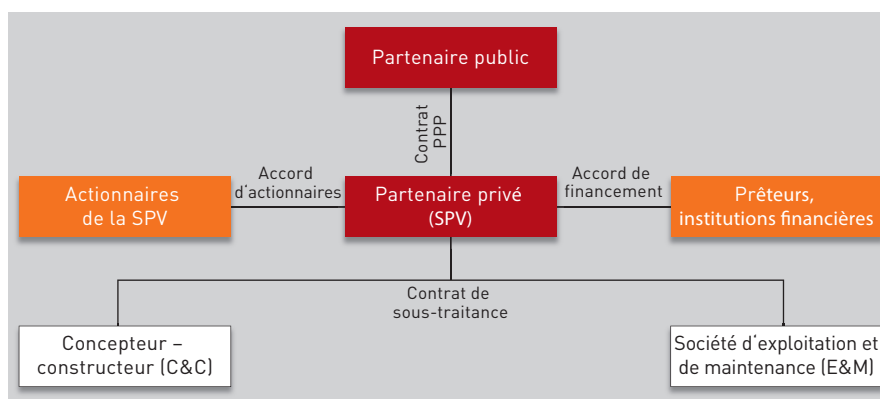 Partenaire public
Contrat
PPP
Accord
d'actionnaires
Accord de
financement
Actionnaires
de la SPV
Partenaire privé
(SPV)
Prêteurs,
institutions financières
Contrat de
sous-traitance
Concepteur –
constructeur (C&C)
Société d'exploitation et
de maintenance (E&M)